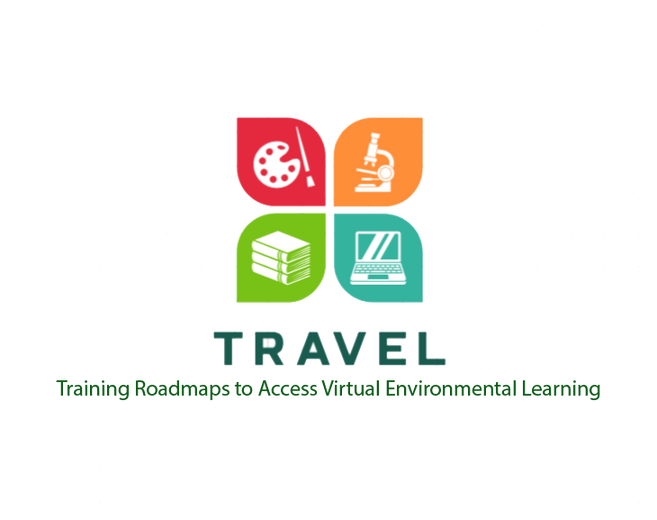 TRAVEL
Training Roadmaps to Access Virtual Environmental Learning